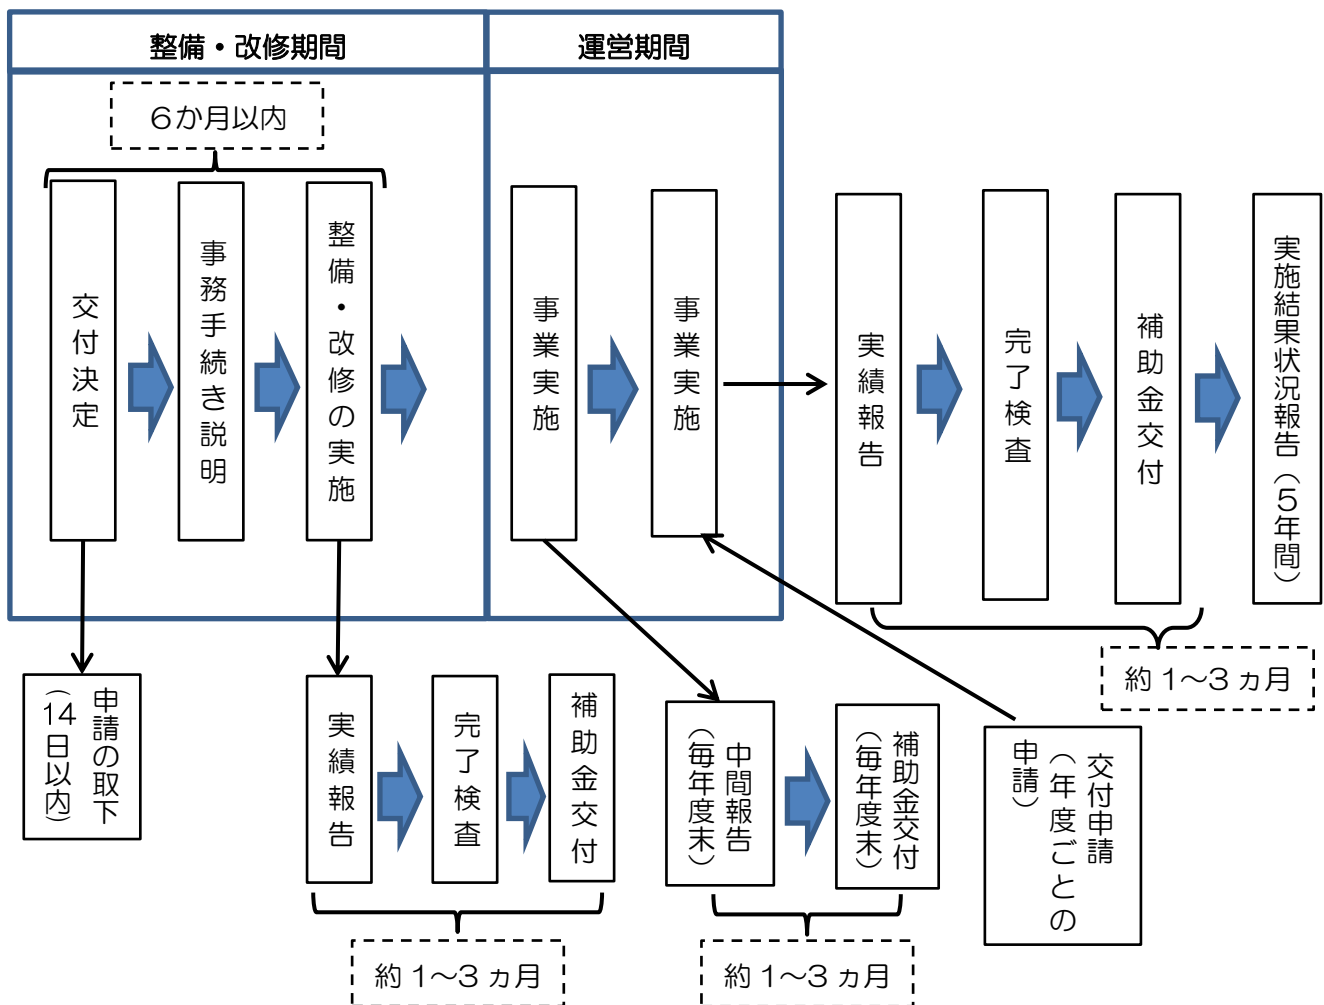 整備・改修期間
運営期間
6か月以内
交付決定
事務手続き説明
整備・改修の実施
事業実施
事業実施
実績報告
完了検査
補助金交付
実施結果状況報告(5年間)
約1~3ヵ月
申請の取下
(14日以内)
実績報告
完了検査
補助金交付
約1~3ヵ月
中間報告
(毎年度末)
補助金交付
(毎年度末)
約1~3ヵ月
交付申請
(年度ごとの
申請)